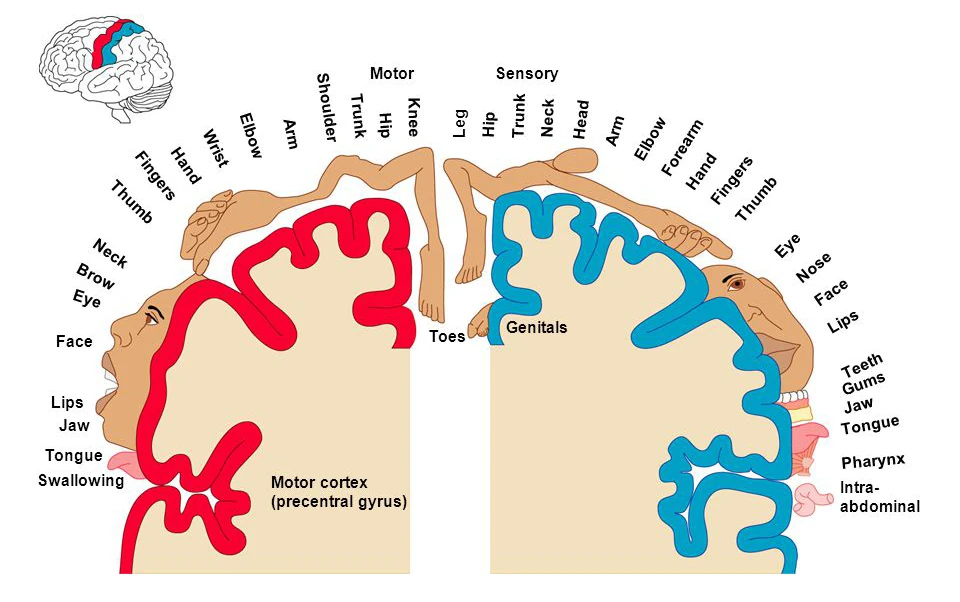 Motor
Sensory
Knee
Hip
Trunk
Shoulder
Arm
Elbow
Wrist
Hand
Fingers
Thumb
Neck
Brow
Eye
Face
Lips
Jaw
Tongue
Swallowing
Leg
Hip
Trunk
Neck
Head
Arm
Elbow
Forearm
Hand
Fingers
Thumb
Eye
Nose
Face
Lips
Teeth
Gums
Jaw
Tongue
Pharynx
Intra-
abdominal
Toes
Genitals
Motor cortex
(precentral gyrus)